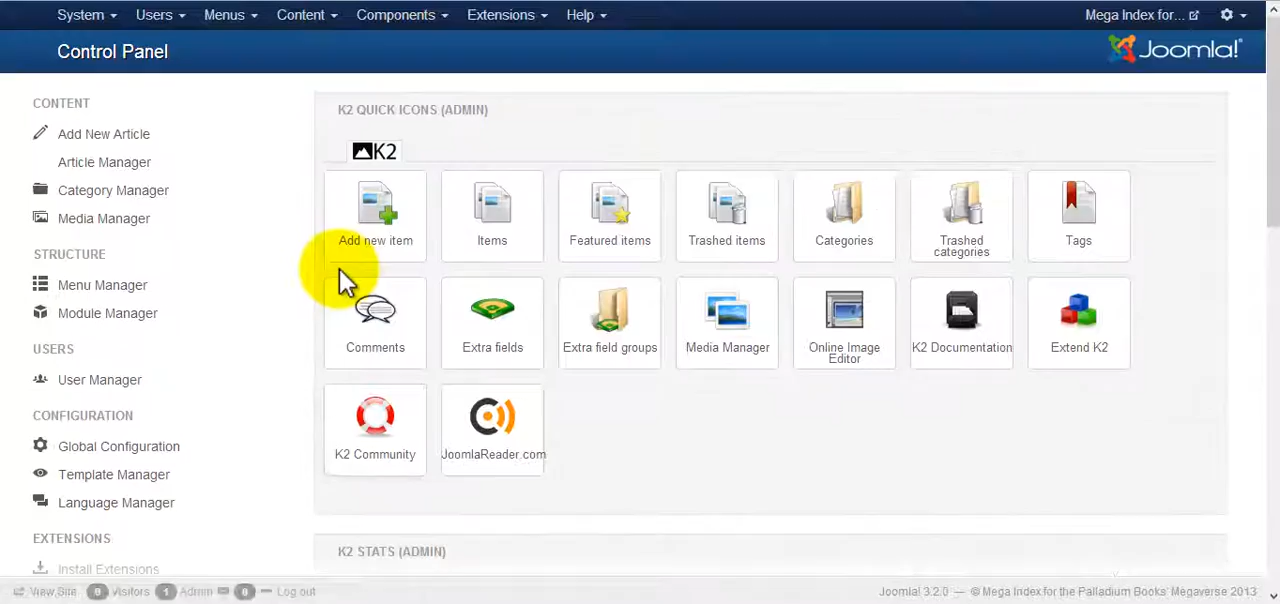 System Users Menus Content Components Extensions Help Mega Index for...
Control Panel
Joomla!®
CONTENT
Add New Article
Article Manager
Category Manager
Media Manager
STRUCTURE
Menu Manager
Module Manager
USERS
User Manager
CONFIGURATION
Global Configuration
Template Manager
Language Manager
EXTENSIONS
Install Extensions
K2 QUICK ICONS (ADMIN)
K2
Add new item
Items
Featured items
Trashed items
Categories
Trashed
categories
Tags
Comments
Extra fields
Extra field groups
Media Manager
Online Image
Editor
K2 Documentation
Extend K2
K2 Community
JoomlaReader.com
K2 STATS (ADMIN)
View Site 0 Visitors 1 Admin 0 Log out
Joomla! 3.2.0 — © Mega Index for the Palladium Books' Megaverse 2013